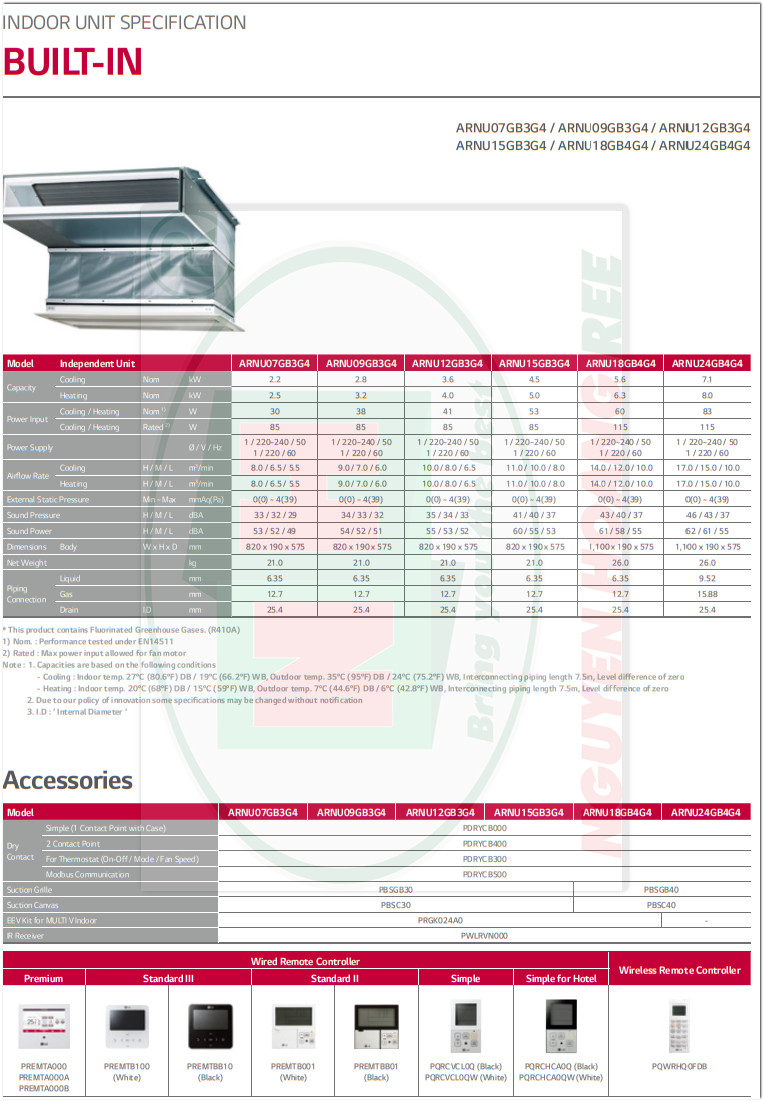 INDOOR UNIT SPECIFICATION
BUILT-IN
ARNU07GB3G4 / ARNU09GB3G4 / ARNU12GB3G4
ARNU15GB3G4 / ARNU18GB4G4 / ARNU24GB4G4
Model Independent Unit ARNU07GB3G4 ARNU09GB3G4 ARNU12GB3G4 ARNU15GB3G4 ARNU18GB4G4 ARNU24GB4G4
Capacity Cooling Nom kW 2.2 2.8 3.6 4.5 5.6 7.1
Heating Nom kW 2.5 3.2 4.0 5.0 6.3 8.0
Power Input Cooling / Heating Nom 1) W 30 38 41 53 60 83
Cooling / Heating Rated 2) W 85 85 85 85 115 115
Power Supply Ø / V / Hz 1 / 220~240 / 50 1 / 220~240 / 50 1 / 220~240 / 50 1 / 220~240 / 50 1 / 220~240 / 50 1 / 220~240 / 50
1 / 220 / 60 1 / 220 / 60 1 / 220 / 60 1 / 220 / 60 1 / 220 / 60 1 / 220 / 60
Airflow Rate Cooling H / M / L m³/min 8.0 / 6.5 / 5.5 9.0 / 7.0 / 6.0 10.0 / 8.0 / 6.5 11.0 / 10.0 / 8.0 14.0 / 12.0 / 10.0 17.0 / 15.0 / 10.0
Heating H / M / L m³/min 8.0 / 6.5 / 5.5 9.0 / 7.0 / 6.0 10.0 / 8.0 / 6.5 11.0 / 10.0 / 8.0 14.0 / 12.0 / 10.0 17.0 / 15.0 / 10.0
External Static Pressure Min ~ Max mmAq(Pa) 0(0) ~ 4(39) 0(0) ~ 4(39) 0(0) ~ 4(39) 0(0) ~ 4(39) 0(0) ~ 4(39) 0(0) ~ 4(39)
Sound Pressure H / M / L dBA 33 / 32 / 29 34 / 33 / 32 35 / 34 / 33 41 / 40 / 37 43 / 40 / 37 46 / 43 / 37
Sound Power H / M / L dBA 53 / 52 / 49 54 / 52 / 51 55 / 53 / 52 60 / 55 / 53 61 / 58 / 55 62 / 61 / 55
Dimensions Body W x H x D mm 820 x 190 x 575 820 x 190 x 575 820 x 190 x 575 820 x 190 x 575 1,100 x 190 x 575 1,100 x 190 x 575
Net Weight kg 21.0 21.0 21.0 21.0 26.0 26.0
Piping Connection Liquid mm 6.35 6.35 6.35 6.35 6.35 9.52
Gas mm 12.7 12.7 12.7 12.7 12.7 15.88
Drain I.D mm 25.4 25.4 25.4 25.4 25.4 25.4
* This product contains Fluorinated Greenhouse Gases. (R410A)
1) Nom. : Performance tested under EN14511
2) Rated : Max power input allowed for fan motor
Note : 1. Capacities are based on the following conditions
- Cooling : Indoor temp. 27°C (80.6°F) DB / 19°C (66.2°F) WB, Outdoor temp. 35°C (95°F) DB / 24°C (75.2°F) WB, Interconnecting piping length 7.5m, Level difference of zero
- Heating : Indoor temp. 20°C (68°F) DB / 15°C (59°F) WB, Outdoor temp. 7°C (44.6°F) DB / 6°C (42.8°F) WB, Interconnecting piping length 7.5m, Level difference of zero
2. Due to our policy of innovation some specifications may be changed without notification
3. I.D : ' Internal Diameter '
Bring you the best
NGUYEN HOANG REE
Accessories
Model ARNU07GB3G4 ARNU09GB3G4 ARNU12GB3G4 ARNU15GB3G4 ARNU18GB4G4 ARNU24GB4G4
Dry Contact Simple (1 Contact Point with Case) PDRYCB000
2 Contact Point PDRYCB400
For Thermostat (On-Off / Mode / Fan Speed) PDRYCB300
Modbus Communication PDRYCB500
Suction Grille PBSGB30 PBSGB40
Suction Canvas PBSC30 PBSC40
EEV Kit for MULTI V Indoor PRGK024A0 -
IR Receiver PWLRVN000
Wired Remote Controller Wireless Remote Controller
Premium Standard III Standard II Simple Simple for Hotel
PREMTA000 PREMTB100 PREMTBB10 PREMTB001 PREMTBB01 PQRCVCL0Q (Black) PQRCHCA0Q (Black) PQWRHQ0FDB
PREMTA000A (White) (Black) (White) (Black) PQRCVCL0QW (White) PQRCHCA0QW (White)
PREMTA000B